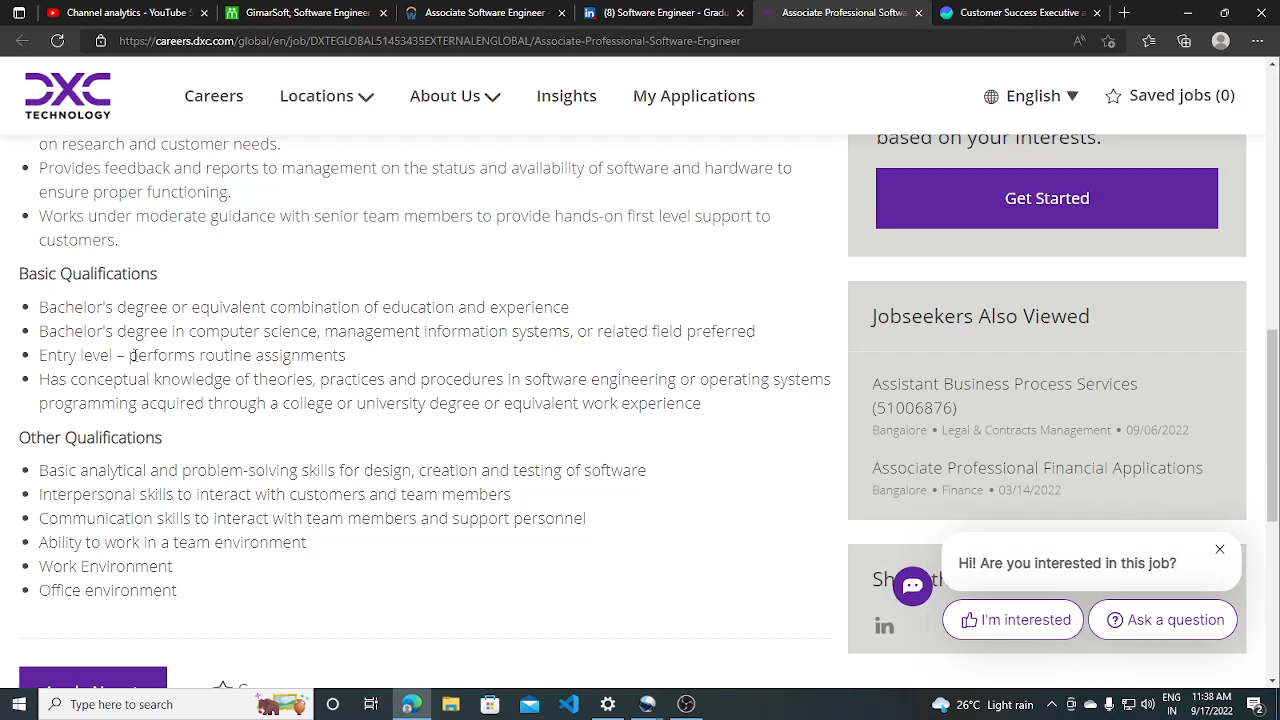 Channel analytics - YouTube S
GimaSoft, Software Engineer
Associate Software Engineer -
(8) Software Engineer - Gradu
Associate Professional Softwa
Customer Success Executive a
https://careers.dxc.com/global/en/job/DXTEGLOBAL51453435EXTERNALENGLOBAL/Associate-Professional-Software-Engineer
DXC
TECHNOLOGY
Careers
Locations
About Us
Insights
My Applications
English
Saved jobs (0)
on research and customer needs.
Provides feedback and reports to management on the status and availability of software and hardware to
ensure proper functioning.
Works under moderate guidance with senior team members to provide hands-on first level support to
customers.
Basic Qualifications
Bachelor's degree or equivalent combination of education and experience
Bachelor's degree in computer science, management information systems, or related field preferred
Entry level – performs routine assignments
Has conceptual knowledge of theories, practices and procedures in software engineering or operating systems
programming acquired through a college or university degree or equivalent work experience
Other Qualifications
Basic analytical and problem-solving skills for design, creation and testing of software
Interpersonal skills to interact with customers and team members
Communication skills to interact with team members and support personnel
Ability to work in a team environment
Work Environment
Office environment
based on your interests.
Get Started
Jobseekers Also Viewed
Assistant Business Process Services
(51006876)
Bangalore • Legal & Contracts Management • 09/06/2022
Associate Professional Financial Applications
Bangalore • Finance • 03/14/2022
Hi! Are you interested in this job?
I'm interested
Ask a question
in
Type here to search
26°C Light rain
ENG
IN
11:38 AM
9/17/2022